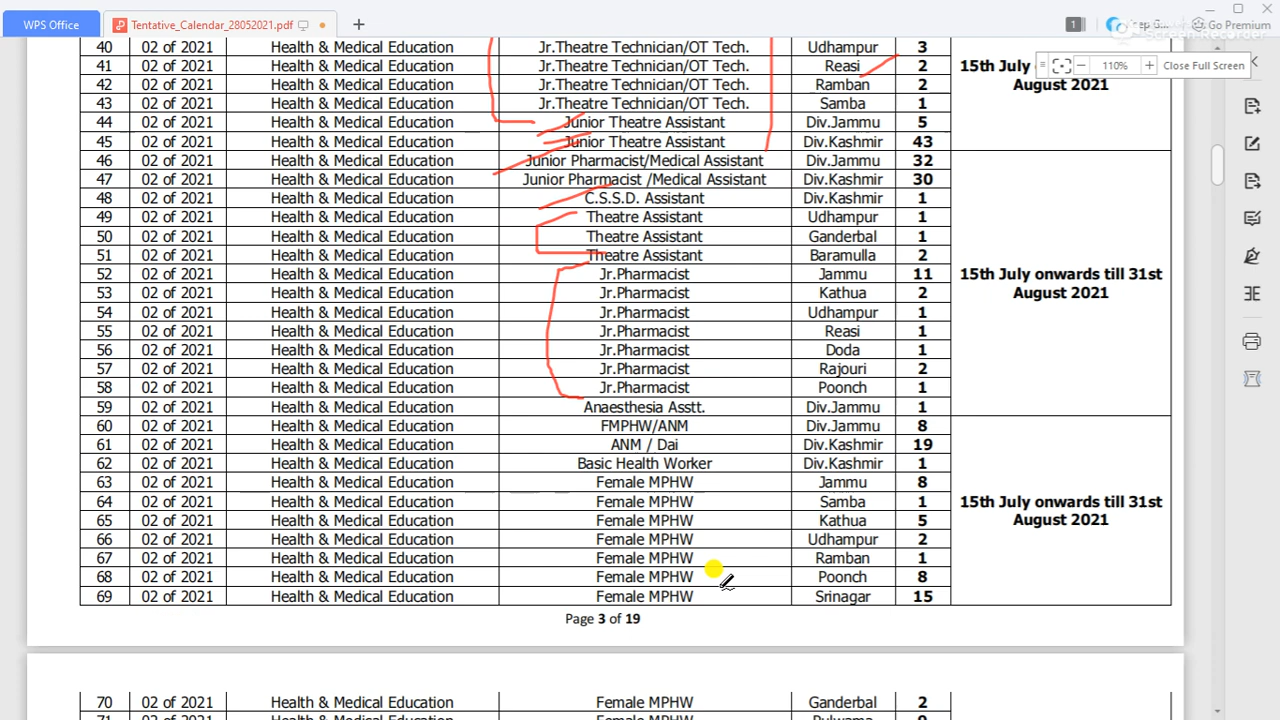 WPS Office
Tentative_Calendar_28052021.pdf
1
Go Premium
Screen Recorder
110%
Close Full Screen
40 02 of 2021 Health & Medical Education Jr.Theatre Technician/OT Tech. Udhampur 3
41 02 of 2021 Health & Medical Education Jr.Theatre Technician/OT Tech. Reasi 2
42 02 of 2021 Health & Medical Education Jr.Theatre Technician/OT Tech. Ramban 2
43 02 of 2021 Health & Medical Education Jr.Theatre Technician/OT Tech. Samba 1
44 02 of 2021 Health & Medical Education Junior Theatre Assistant Div.Jammu 5
45 02 of 2021 Health & Medical Education Junior Theatre Assistant Div.Kashmir 43
15th July
August 2021
46 02 of 2021 Health & Medical Education Junior Pharmacist/Medical Assistant Div.Jammu 32
47 02 of 2021 Health & Medical Education Junior Pharmacist /Medical Assistant Div.Kashmir 30
48 02 of 2021 Health & Medical Education C.S.S.D. Assistant Div.Kashmir 1
49 02 of 2021 Health & Medical Education Theatre Assistant Udhampur 1
50 02 of 2021 Health & Medical Education Theatre Assistant Ganderbal 1
51 02 of 2021 Health & Medical Education Theatre Assistant Baramulla 2
52 02 of 2021 Health & Medical Education Jr.Pharmacist Jammu 11
53 02 of 2021 Health & Medical Education Jr.Pharmacist Kathua 2
54 02 of 2021 Health & Medical Education Jr.Pharmacist Udhampur 1
55 02 of 2021 Health & Medical Education Jr.Pharmacist Reasi 1
56 02 of 2021 Health & Medical Education Jr.Pharmacist Doda 1
57 02 of 2021 Health & Medical Education Jr.Pharmacist Rajouri 2
58 02 of 2021 Health & Medical Education Jr.Pharmacist Poonch 1
59 02 of 2021 Health & Medical Education Anaesthesia Asstt. Div.Jammu 1
15th July onwards till 31st
August 2021
60 02 of 2021 Health & Medical Education FMPHW/ANM Div.Jammu 8
61 02 of 2021 Health & Medical Education ANM / Dai Div.Kashmir 19
62 02 of 2021 Health & Medical Education Basic Health Worker Div.Kashmir 1
63 02 of 2021 Health & Medical Education Female MPHW Jammu 8
64 02 of 2021 Health & Medical Education Female MPHW Samba 1
65 02 of 2021 Health & Medical Education Female MPHW Kathua 5
66 02 of 2021 Health & Medical Education Female MPHW Udhampur 2
67 02 of 2021 Health & Medical Education Female MPHW Ramban 1
68 02 of 2021 Health & Medical Education Female MPHW Poonch 8
69 02 of 2021 Health & Medical Education Female MPHW Srinagar 15
15th July onwards till 31st
August 2021
Page 3 of 19
70 02 of 2021 Health & Medical Education Female MPHW Ganderbal 2
02 of 2021 Health & Medical Education Female MPHW Pulwama